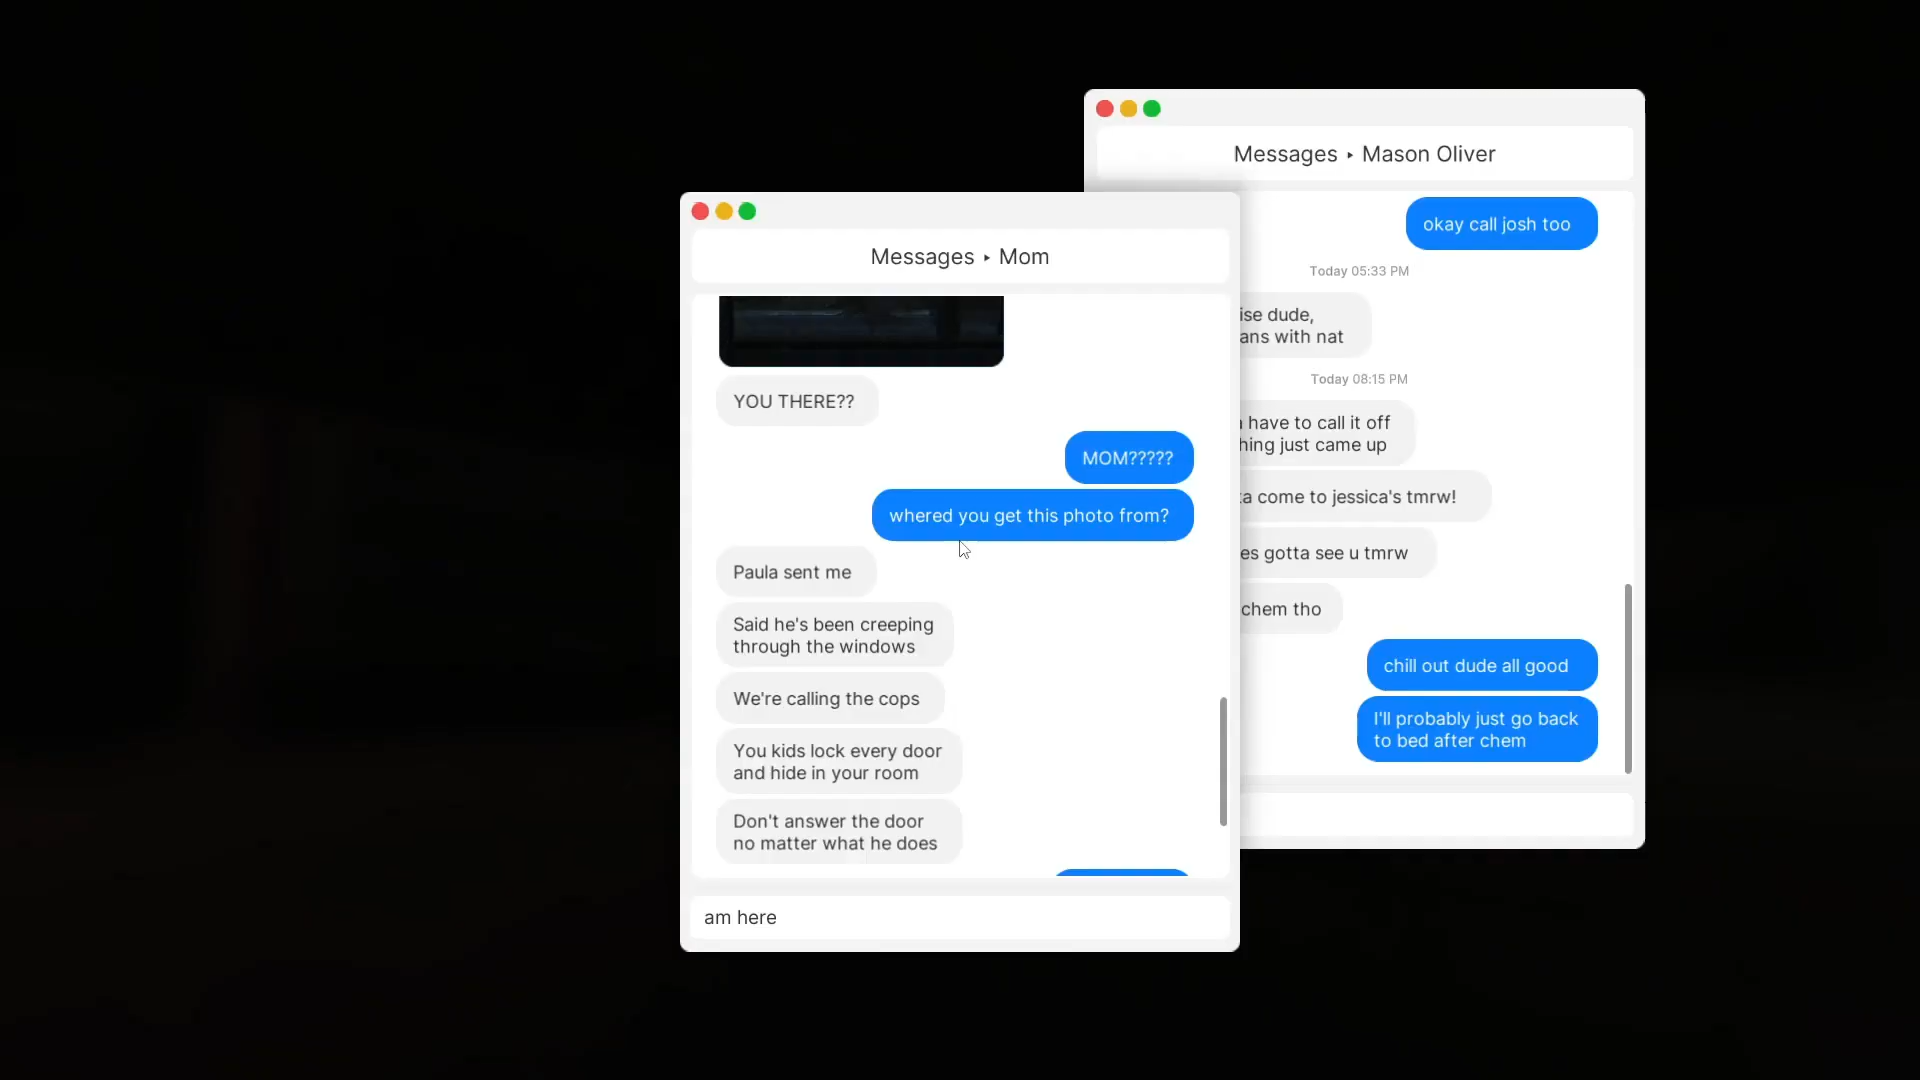 Messages ▸ Mason Oliver
okay call josh too
Today 05:33 PM
dude,
with nat
Today 08:15 PM
have to call it off
just came up
come to jessica's tmrw!
gotta see u tmrw
chem tho
chill out dude all good
I'll probably just go back
to bed after chem
Messages ▸ Mom
YOU THERE??
MOM?????
whered you get this photo from?
Paula sent me
Said he's been creeping
through the windows
We're calling the cops
You kids lock every door
and hide in your room
Don't answer the door
no matter what he does
am here